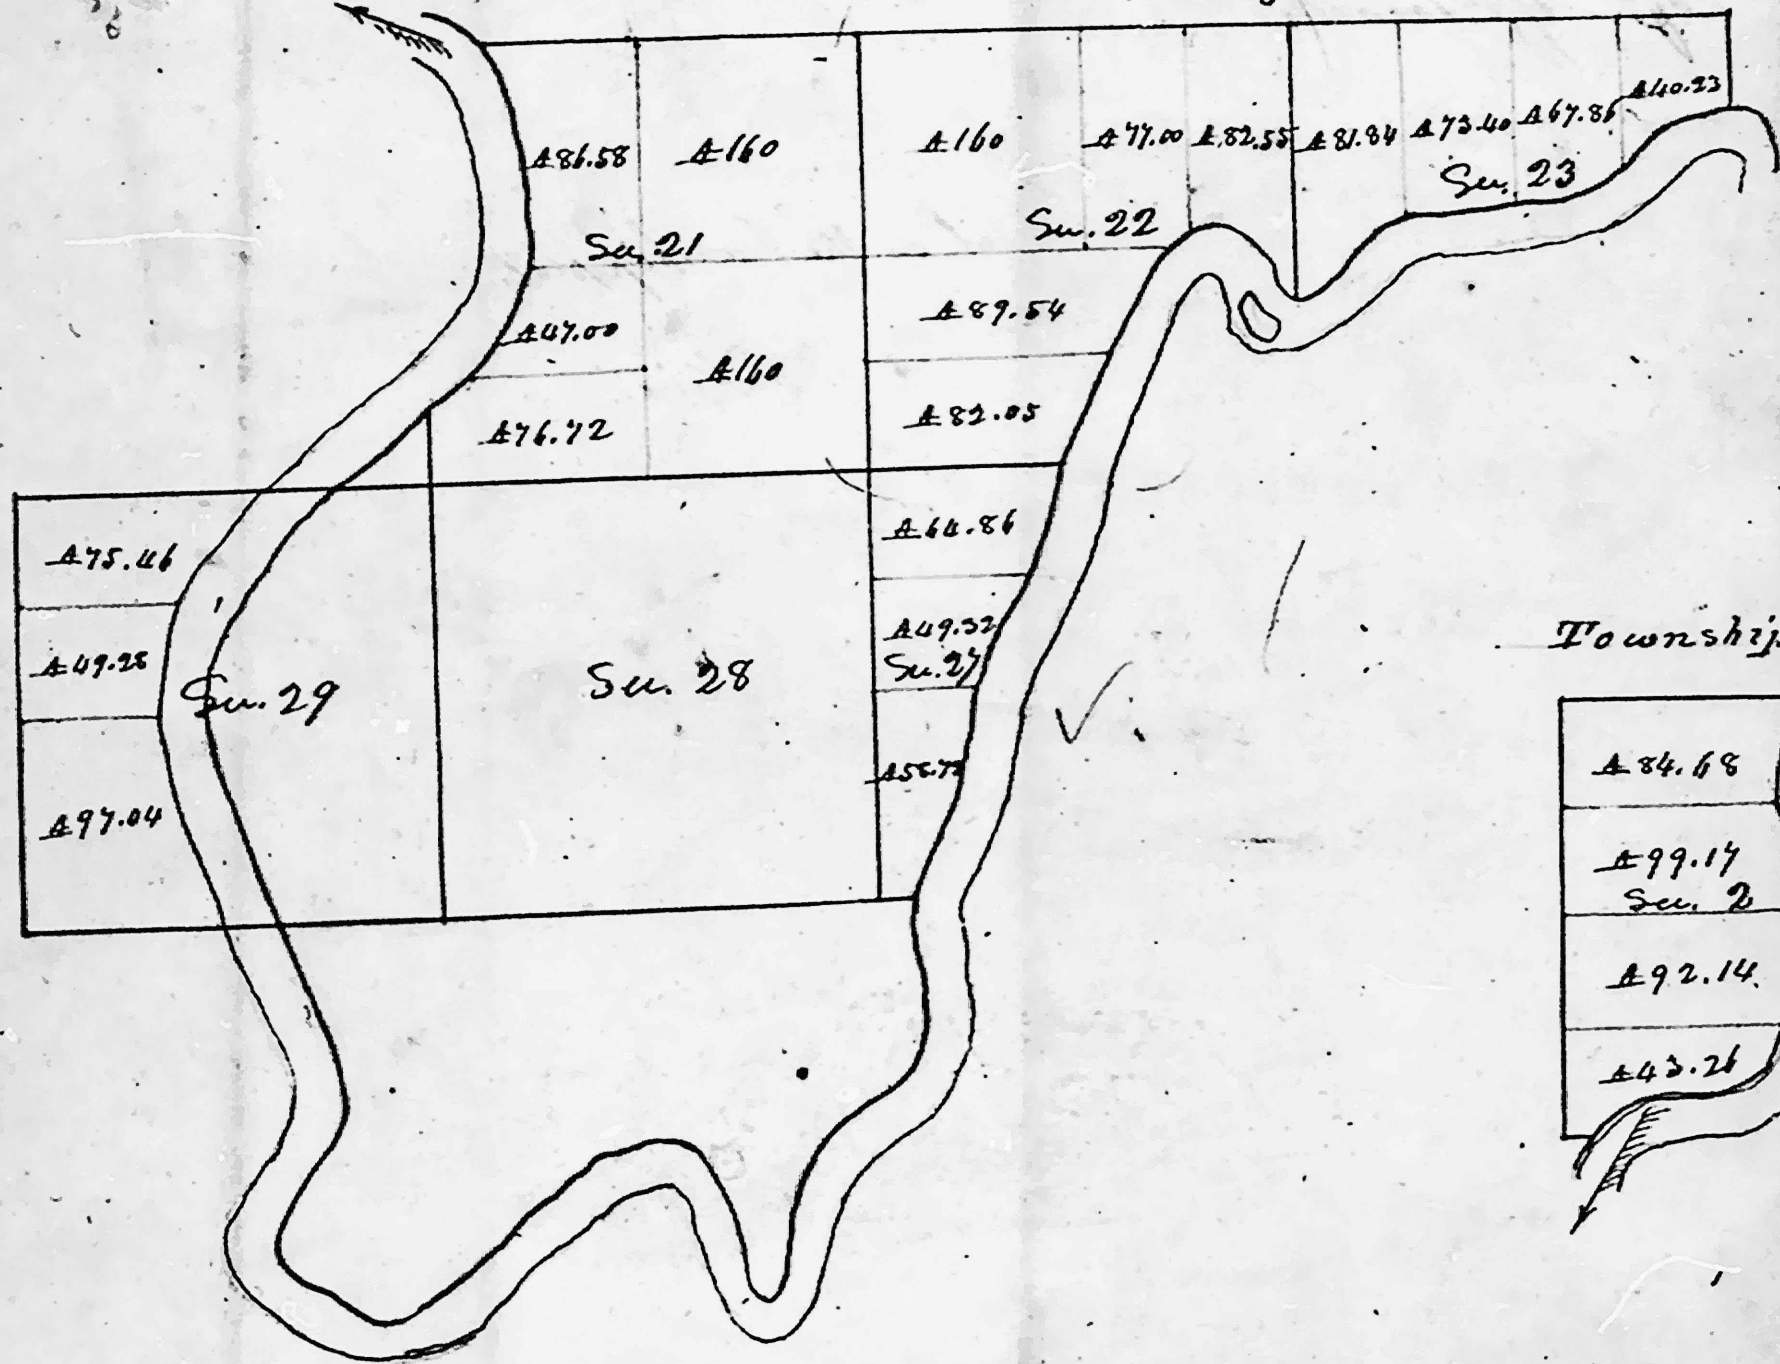 A86.58
A160
A160
A77.00
A82.55
A81.84
A73.40
A67.86
A40.23
Sec. 21
Sec. 22
Sec. 23
A47.00
A160
A89.54
A76.72
A82.05
A75.46
A64.86
A49.28
A49.32
Sec. 29
Sec. 28
Sec. 27
A97.04
Township
A84.68
A99.17
Sec. 2
A92.14
A43.26